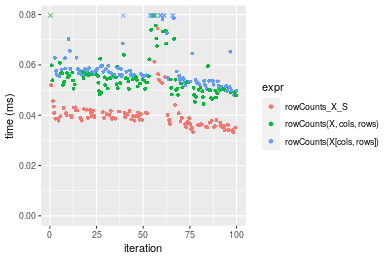 0.08
0.06
0.04
0.02
0.00
time (ms)
0
25
50
75
100
iteration
expr
rowCounts_X_S
rowCounts(X, cols, rows)
rowCounts(X[cols, rows])